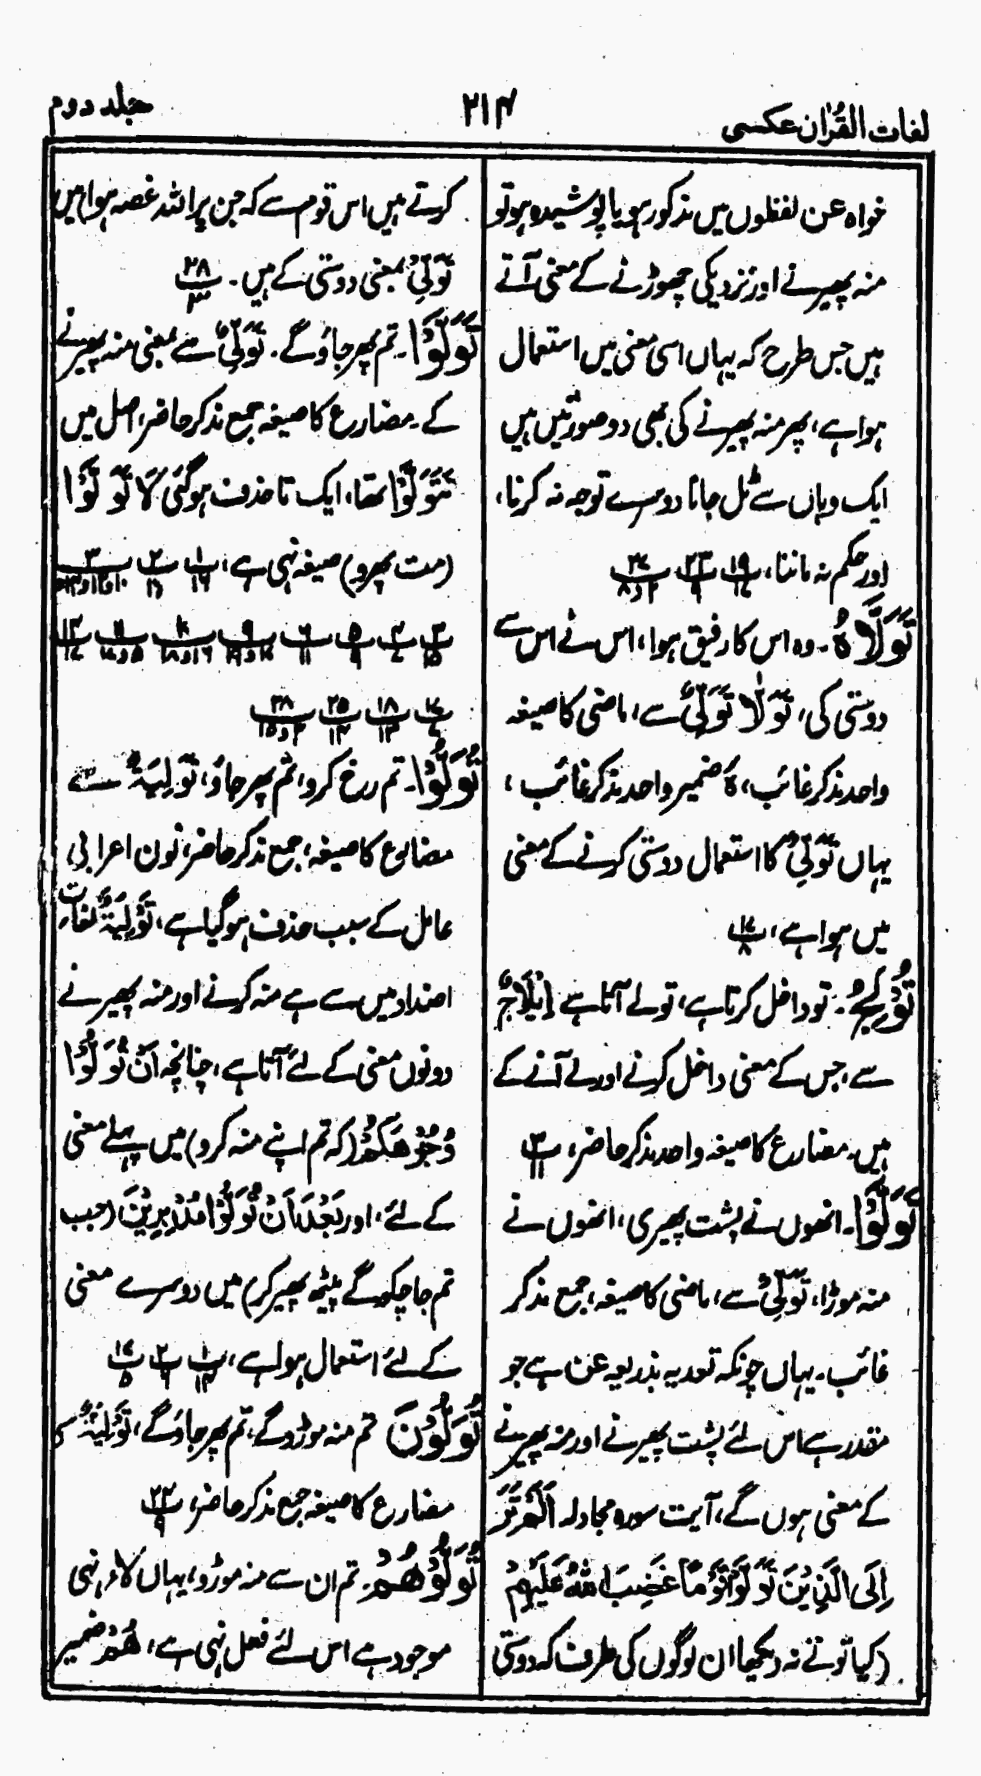 لغات القرآن عکسی
۲۱۴
جلد دوم
خواہ عن لفظوں میں مذکور ہو یا پوشیدہ ہو تو
منہ پھیرنے اور نزدیکی چھوڑنے کے معنی آتے
ہیں جس طرح کہ یہاں اسی معنی میں استعمال
ہوا ہے، پھر منہ پھیرنے کی بھی دو صورتیں ہیں
ایک وہاں سے ٹل جانا دوسرے توجہ نہ کرنا،
اور حکم نہ ماننا،
تَوَلَّاہُ۔ وہ اس کا رفیق ہوا، اس نے اس سے
دوستی کی، تَوَلّٰا تَوَلِّیٌ سے، ماضی کا صیغہ
واحد مذکر غائب، ہٗ ضمیر واحد مذکر غائب،
یہاں تَوَلِّیٌ کا استعمال دوستی کرنے کے معنی
میں ہوا ہے،
تُوْلِجُ۔ تو داخل کرتا ہے، تو لے آتا ہے اِیْلَاجٌ
سے، جس کے معنی داخل کرنے اور لے آنے کے
ہیں۔ مضارع کا صیغہ واحد مذکر حاضر،
تَوَلَّوْا۔ انھوں نے پشت پھیری، انھوں نے
منہ موڑا، تَوَلِّیٌ سے، ماضی کا صیغہ، جمع مذکر
غائب۔ یہاں چونکہ تعدیہ بذریعہ عن ہے جو
مقدر ہے اس لئے پشت پھیرنے اور منہ پھیرنے
کے معنی ہوں گے، آیت سورہ مجادلہ اَلَمْ تَرَ
اِلَی الَّذِیْنَ تَوَلَّوْا قَوْمًا غَضِبَ اللّٰہُ عَلَیْہِمْ
(کیا تونے نہ دیکھا ان لوگوں کی طرف کہ دوستی
کرتے ہیں اس قوم سے کہ جن پر اللہ غصہ ہوا) میں
تَوَلِّیٌ بمعنی دوستی کے ہیں۔ ۲۸/۳
تَوَلَّوْا۔ تم پھر جاؤ گے۔ تَوَلِّیٌ سے بمعنی منہ پھیرنے
کے۔ مضارع کا صیغہ جمع مذکر حاضر، اصل میں
تَتَوَلَّوْا تھا، ایک تا حذف ہو گئی لَا تَوَلَّوْا
(مت پھرو) صیغہ نہی ہے،
تُوَلُّوْا۔ تم رخ کرو، تم پھر جاؤ، تَوْلِیَۃٌ سے
مضارع کا صیغہ، جمع مذکر حاضر، نون اعرابی
عامل کے سبب حذف ہو گیا ہے، تَوْلِیَۃٌ لغات
اضداد میں سے ہے منہ کرنے اور منہ پھیرنے
دونوں معنی کے لئے آتا ہے، چنانچہ اَنْ تُوَلُّوْا
وُجُوْھَکُمْ (کہ تم اپنے منہ کرو) میں پہلے معنی
کے لئے، اور بَعْدَ اَنْ تُوَلُّوْا مُدْبِرِیْنَ (جب
تم جا چکو گے پیٹھ پھیر کر) میں دوسرے معنی
کے لئے استعمال ہوا ہے،
تُوَلُّوْنَ تم منہ موڑو گے، تم پھر جاؤ گے، تَوْلِیَۃٌ کا
مضارع کا صیغہ جمع مذکر حاضر،
تُوَلُّوْھُمْ۔ تم ان سے منہ موڑو، یہاں لاء نہی
موجود ہے اس لئے فعل نہی ہے، ھُمْ ضمیر